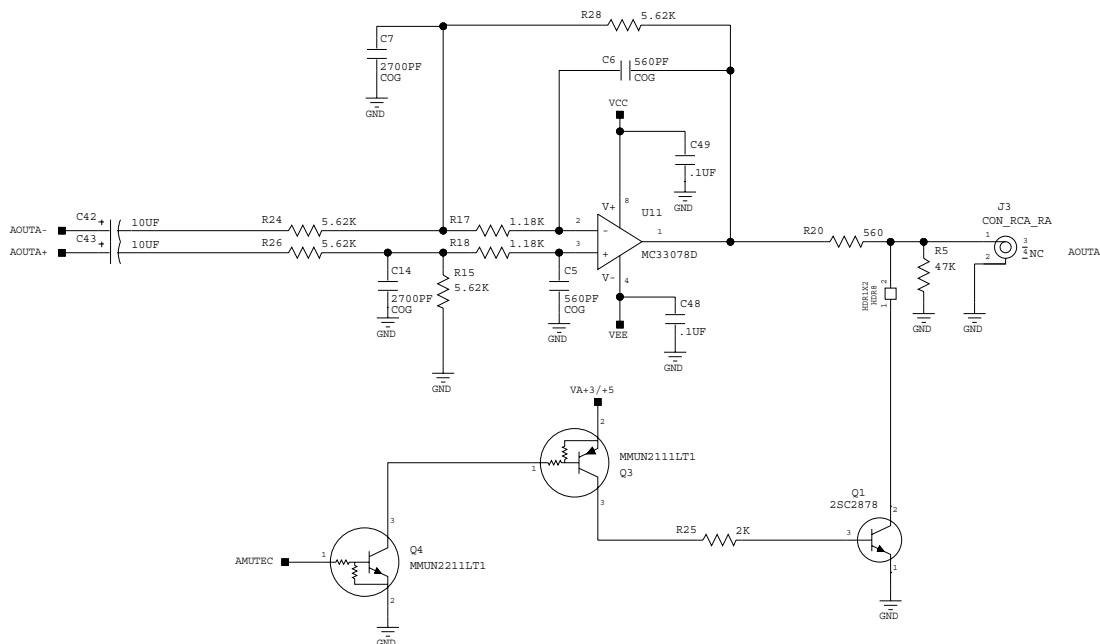 R28 5.62K
C7
2700PF
COG
GND
C6 560PF
COG
VCC
C49
.1UF
GND
V+ 8
U11
C42 + 10UF
AOUTA-
C43 + 10UF
AOUTA+
R24 5.62K
R26 5.62K
R17 1.18K
R18 1.18K
2 -
3 +
1
MC33078D
V- 4
R20 560
J3
CON_RCA_RA
1
2
3
4
NC
AOUTA
C14
2700PF
COG
GND
R15
5.62K
GND
C5
560PF
COG
GND
VEE
C48
.1UF
GND
HDR1X2
HDR8
2
1
R5
47K
GND
GND
VA+3/+5
2
1
MMUN2111LT1
Q3
3
R25 2K
Q1
2SC2878
2
3
1
GND
AMUTEC
1
3
Q4
MMUN2211LT1
2
GND